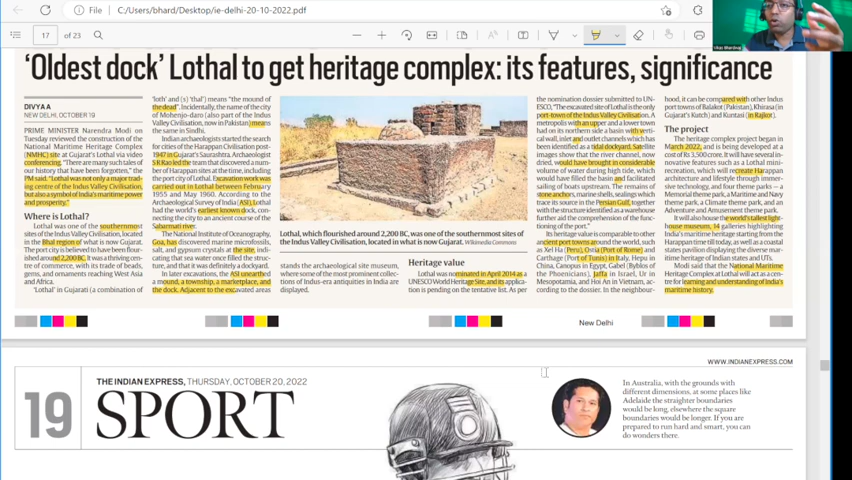 File
C:/Users/bhard/Desktop/ie-delhi-20-10-2022.pdf
17
of 23
Vikas Bhardwaj
‘Oldest dock’ Lothal to get heritage complex: its features, significance
DIVYA A
NEW DELHI, OCTOBER 19
PRIME MINISTER Narendra Modi on
Tuesday reviewed the construction of the
National Maritime Heritage Complex
(NMHC) site at Gujarat's Lothal via video
conferencing. "There are many such tales of
our history that have been forgotten," the
PM said. "Lothal was not only a major trad-
ing centre of the Indus Valley Civilisation,
but also a symbol of India's maritime power
and prosperity."
Where is Lothal?
Lothal was one of the southernmost
sites of the Indus Valley Civilisation, located
in the Bhal region of what is now Gujarat.
The port city is believed to have been flour-
ished around 2,200 BC. It was a thriving cen-
tre of commerce, with its trade of beads,
gems, and ornaments reaching West Asia
and Africa.
'Lothal' in Gujarati (a combination of
'loth' and (s) 'thal') means "the mound of
the dead". Incidentally, the name of the city
of Mohenjo-daro (also part of the Indus
Valley Civilisation, now in Pakistan) means
the same in Sindhi.
Indian archaeologists started the search
for cities of the Harappan Civilisation post-
1947 in Gujarat's Saurashtra. Archaeologist
S R Rao led the team that discovered a num-
ber of Harappan sites at the time, including
the port city of Lothal. Excavation work was
carried out in Lothal between February
1955 and May 1960. According to the
Archaeological Survey of India (ASI), Lothal
had the world's earliest known dock, con-
necting the city to an ancient course of the
Sabarmati river.
The National Institute of Oceanography,
Goa, has discovered marine microfossils,
salt, and gypsum crystals at the site, indi-
cating that sea water once filled the struc-
ture, and that it was definitely a dockyard.
In later excavations, the ASI unearthed
a mound, a township, a marketplace, and
the dock. Adjacent to the excavated areas
Lothal, which flourished around 2,200 BC, was one of the southernmost sites of
the Indus Valley Civilisation, located in what is now Gujarat. Wikimedia Commons
stands the archaeological site museum,
where some of the most prominent collec-
tions of Indus-era antiquities in India are
displayed.
Heritage value
Lothal was nominated in April 2014 as a
UNESCO World Heritage Site, and its applica-
tion is pending on the tentative list. As per
the nomination dossier submitted to UN-
ESCO, "The excavated site of Lothal is the only
port-town of the Indus Valley Civilisation. A
metropolis with an upper and a lower town
had on its northern side a basin with verti-
cal wall, inlet and outlet channels which has
been identified as a tidal dockyard. Satellite
images show that the river channel, now
dried, would have brought in considerable
volume of water during high tide, which
would have filled the basin and facilitated
sailing of boats upstream. The remains of
stone anchors, marine shells, sealings which
trace its source in the Persian Gulf, together
with the structure identified as a warehouse
further aid the comprehension of the func-
tioning of the port."
Its heritage value is comparable to other
ancient port towns around the world, such
as Xel Ha (Peru), Ostia (Port of Rome) and
Carthage (Port of Tunis) in Italy, Hepu in
China, Canopus in Egypt, Gabel (Byblos of
the Phoenicians), Jaffa in Israel, Ur in
Mesopotamia, and Hoi An in Vietnam, ac-
cording to the dossier. In the neighbour-
hood, it can be compared with other Indus
port towns of Balakot (Pakistan), Khirasa (in
Gujarat's Kutch) and Kuntasi (in Rajkot).
The project
The heritage complex project began in
March 2022, and is being developed at a
cost of Rs 3,500 crore. It will have several in-
novative features such as a Lothal mini-
recreation, which will recreate Harappan
architecture and lifestyle through immer-
sive technology, and four theme parks — a
Memorial theme park, a Maritime and Navy
theme park, a Climate theme park, and an
Adventure and Amusement theme park.
It will also house the world's tallest light-
house museum, 14 galleries highlighting
India's maritime heritage starting from the
Harappan time till today, as well as a coastal
states pavilion displaying the diverse mar-
itime heritage of Indian states and UTs.
Modi said that the National Maritime
Heritage Complex at Lothal will act as a cen-
tre for learning and understanding of India's
maritime history.
New Delhi
WWW.INDIANEXPRESS.COM
19
THE INDIAN EXPRESS, THURSDAY, OCTOBER 20, 2022
SPORT
In Australia, with the grounds with
different dimensions, at some places like
Adelaide the straighter boundaries
would be long, elsewhere the square
boundaries would be longer. If you are
prepared to run hard and smart, you can
do wonders there.